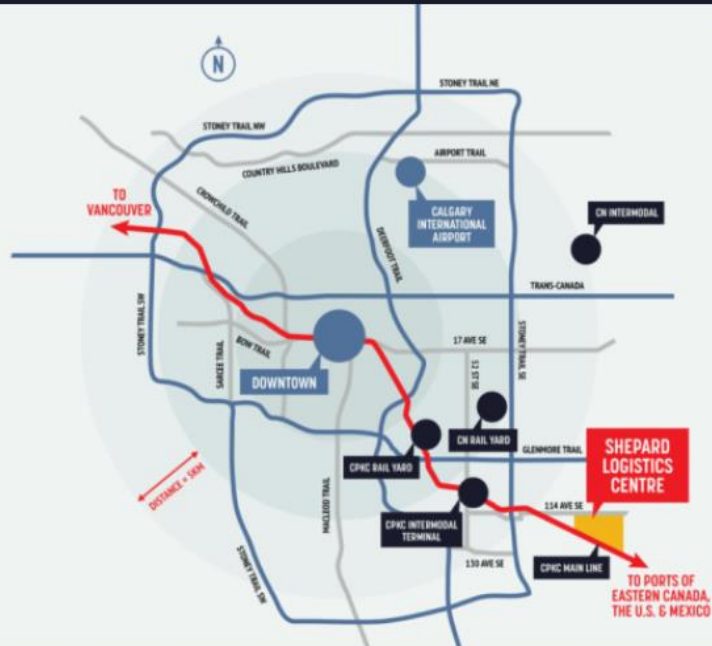 N
STONEY TRAIL NE
STONEY TRAIL NW
AIRPORT TRAIL
COUNTRY HILLS BOULEVARD
TO
VANCOUVER
CROWCHILD TRAIL
CALGARY
INTERNATIONAL
AIRPORT
CN INTERMODAL
DEERFOOT TRAIL
TRANS-CANADA
STONEY TRAIL SW
STONEY TRAIL SE
SARCEE TRAIL
BOW TRAIL
17 AVE SE
52 ST SE
DOWNTOWN
CN RAIL YARD
GLENMORE TRAIL
CPKC RAIL YARD
SHEPARD
LOGISTICS
CENTRE
DISTANCE = 5KM
MACLEOD TRAIL
114 AVE SE
CPKC INTERMODAL
TERMINAL
130 AVE SE
CPKC MAIN LINE
STONEY TRAIL SW
TO PORTS OF
EASTERN CANADA,
THE U.S. & MEXICO